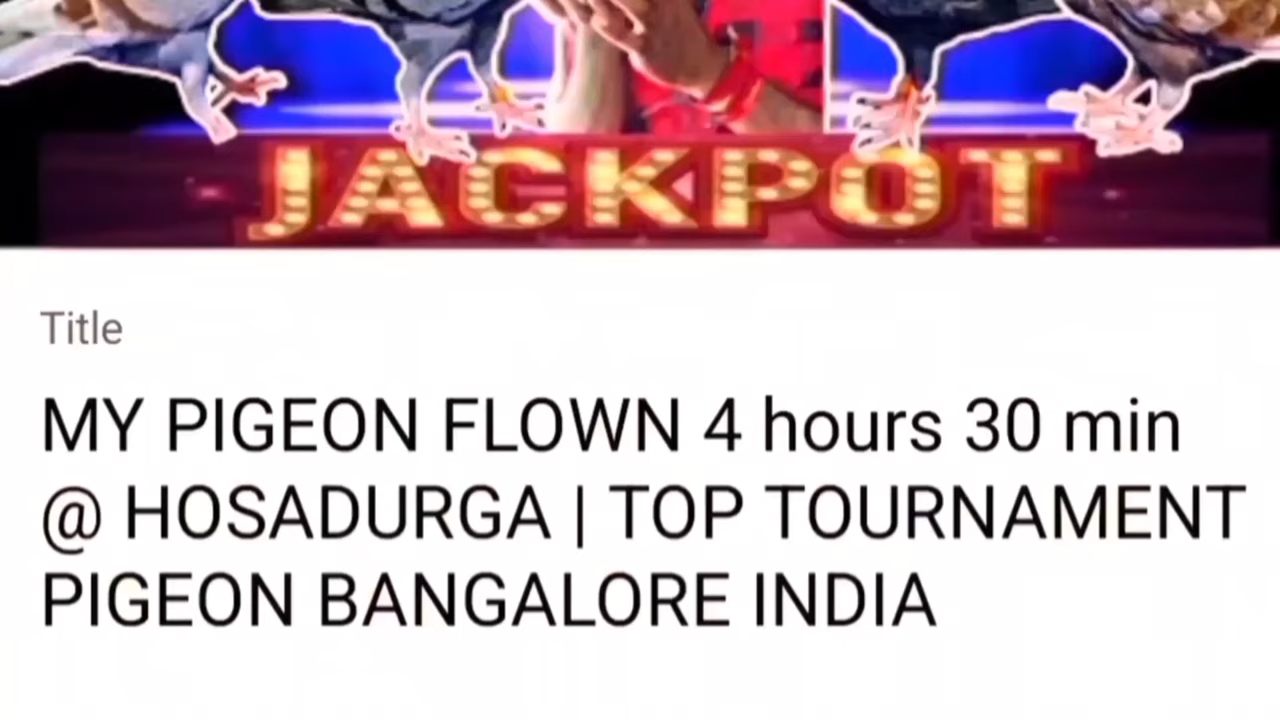 JACKPOT
Title
MY PIGEON FLOWN 4 hours 30 min
@ HOSADURGA | TOP TOURNAMENT
PIGEON BANGALORE INDIA